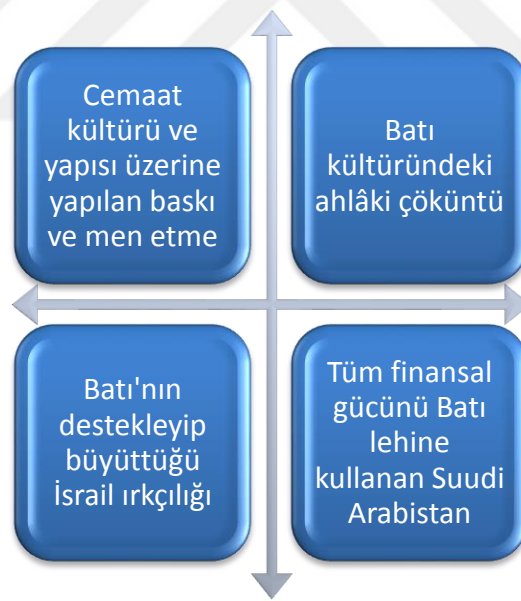 Cemaat
kültürü ve
yapısı üzerine
yapılan baskı
ve men etme
Batı
kültüründeki
ahlâki çöküntü
Batı'nın
destekleyip
büyüttüğü
İsrail ırkçılığı
Tüm finansal
gücünü Batı
lehine
kullanan Suudi
Arabistan